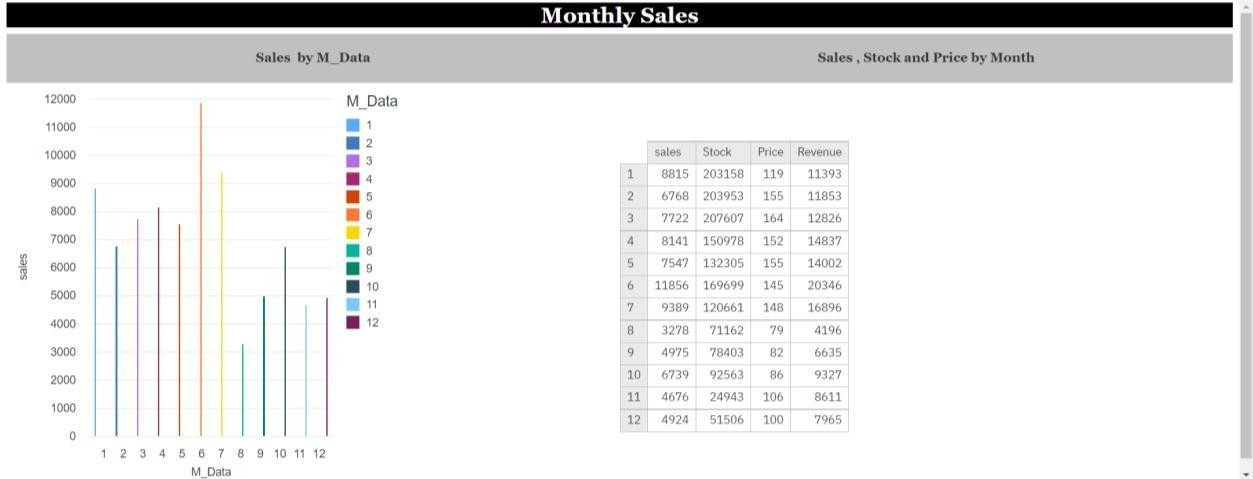 Monthly Sales
Sales by M_Data
Sales , Stock and Price by Month
12000
11000
10000
9000
8000
7000
6000
5000
4000
3000
2000
1000
0
sales
1 2 3 4 5 6 7 8 9 10 11 12
M_Data
M_Data
1
2
3
4
5
6
7
8
9
10
11
12
sales Stock Price Revenue
1 8815 203158 119 11393
2 6768 203953 155 11853
3 7722 207607 164 12826
4 8141 150978 152 14837
5 7547 132305 155 14002
6 11856 169699 145 20346
7 9389 120661 148 16896
8 3278 71162 79 4196
9 4975 78403 82 6635
10 6739 92563 86 9327
11 4676 24943 106 8611
12 4924 51506 100 7965